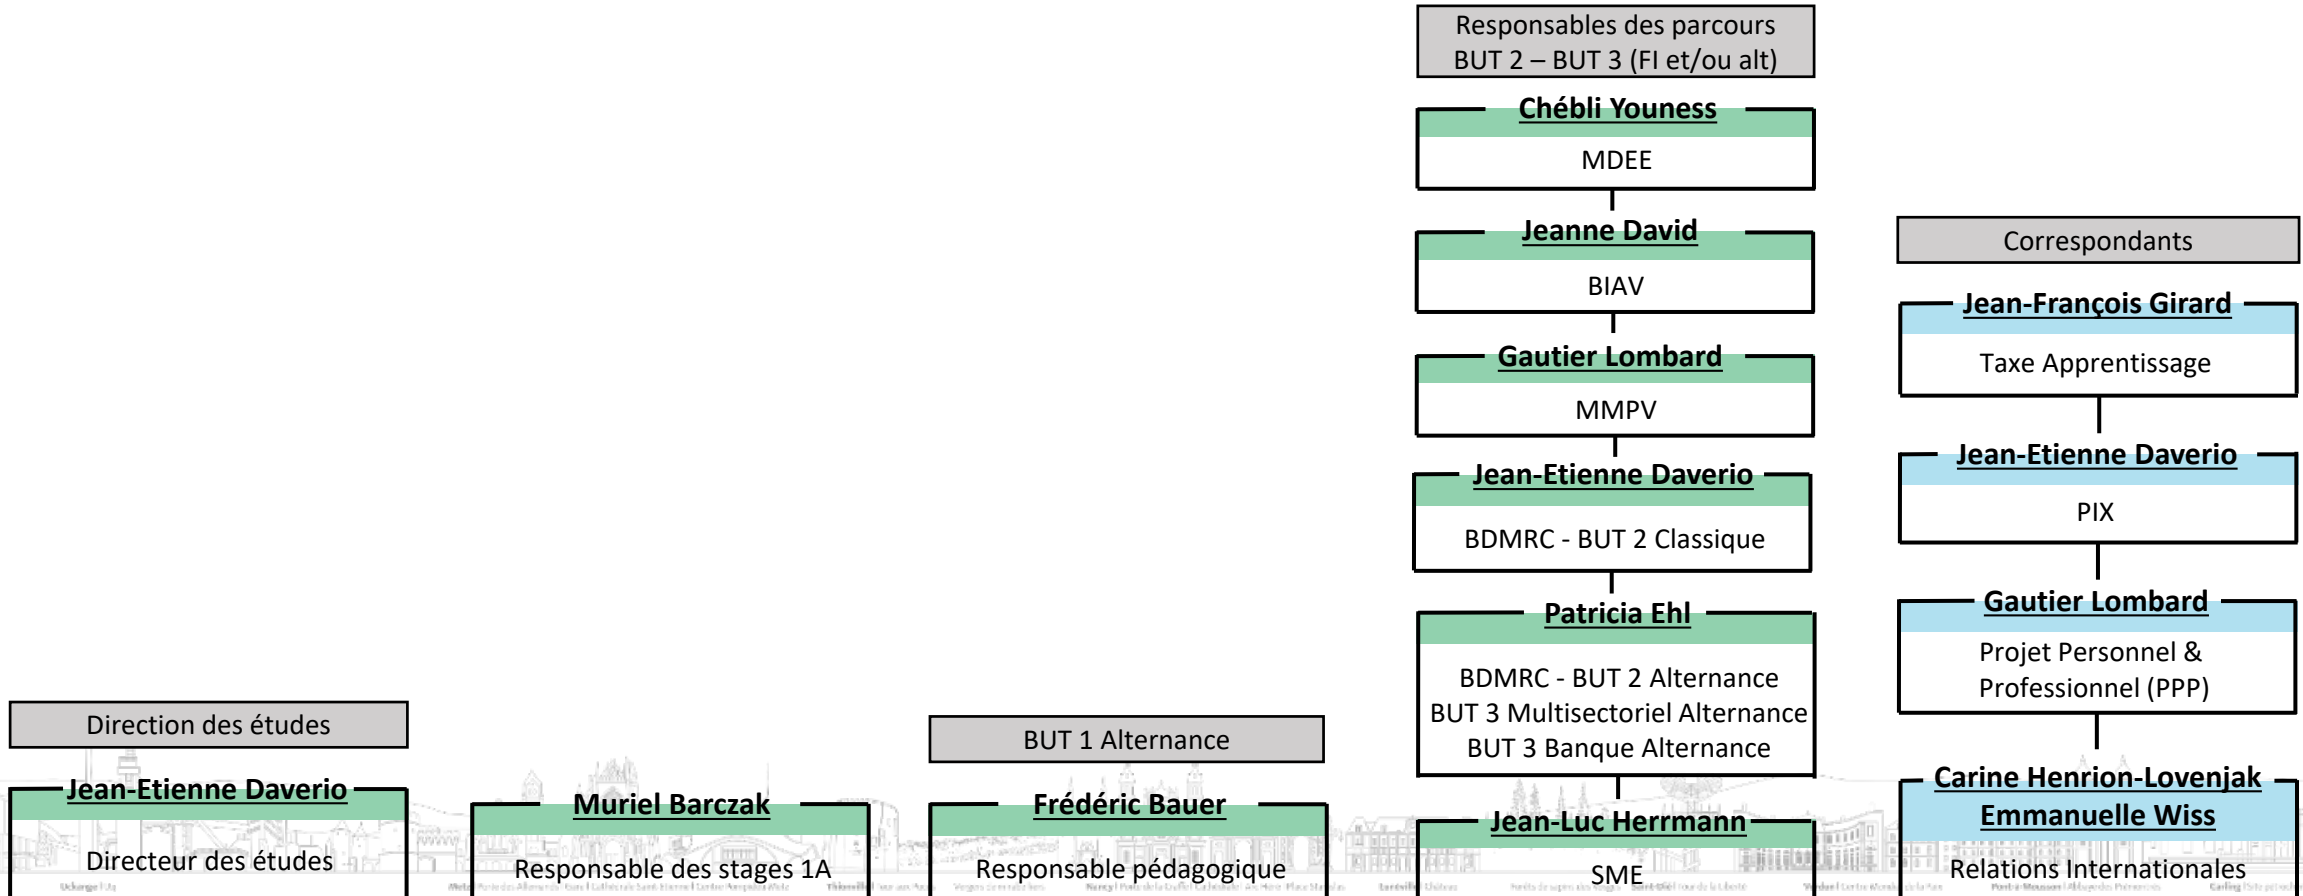 Responsables des parcours
BUT 2 – BUT 3 (FI et/ou alt)
Chébli Youness
MDEE
Jeanne David
BIAV
Gautier Lombard
MMPV
Jean-Etienne Daverio
BDMRC - BUT 2 Classique
Patricia Ehl
BDMRC - BUT 2 Alternance
BUT 3 Multisectoriel Alternance
BUT 3 Banque Alternance
Jean-Luc Herrmann
SME
Correspondants
Jean-François Girard
Taxe Apprentissage
Jean-Etienne Daverio
PIX
Gautier Lombard
Projet Personnel &
Professionnel (PPP)
Carine Henrion-Lovenjak
Emmanuelle Wiss
Relations Internationales
Direction des études
Jean-Etienne Daverio
Directeur des études
Muriel Barczak
Responsable des stages 1A
BUT 1 Alternance
Frédéric Bauer
Responsable pédagogique